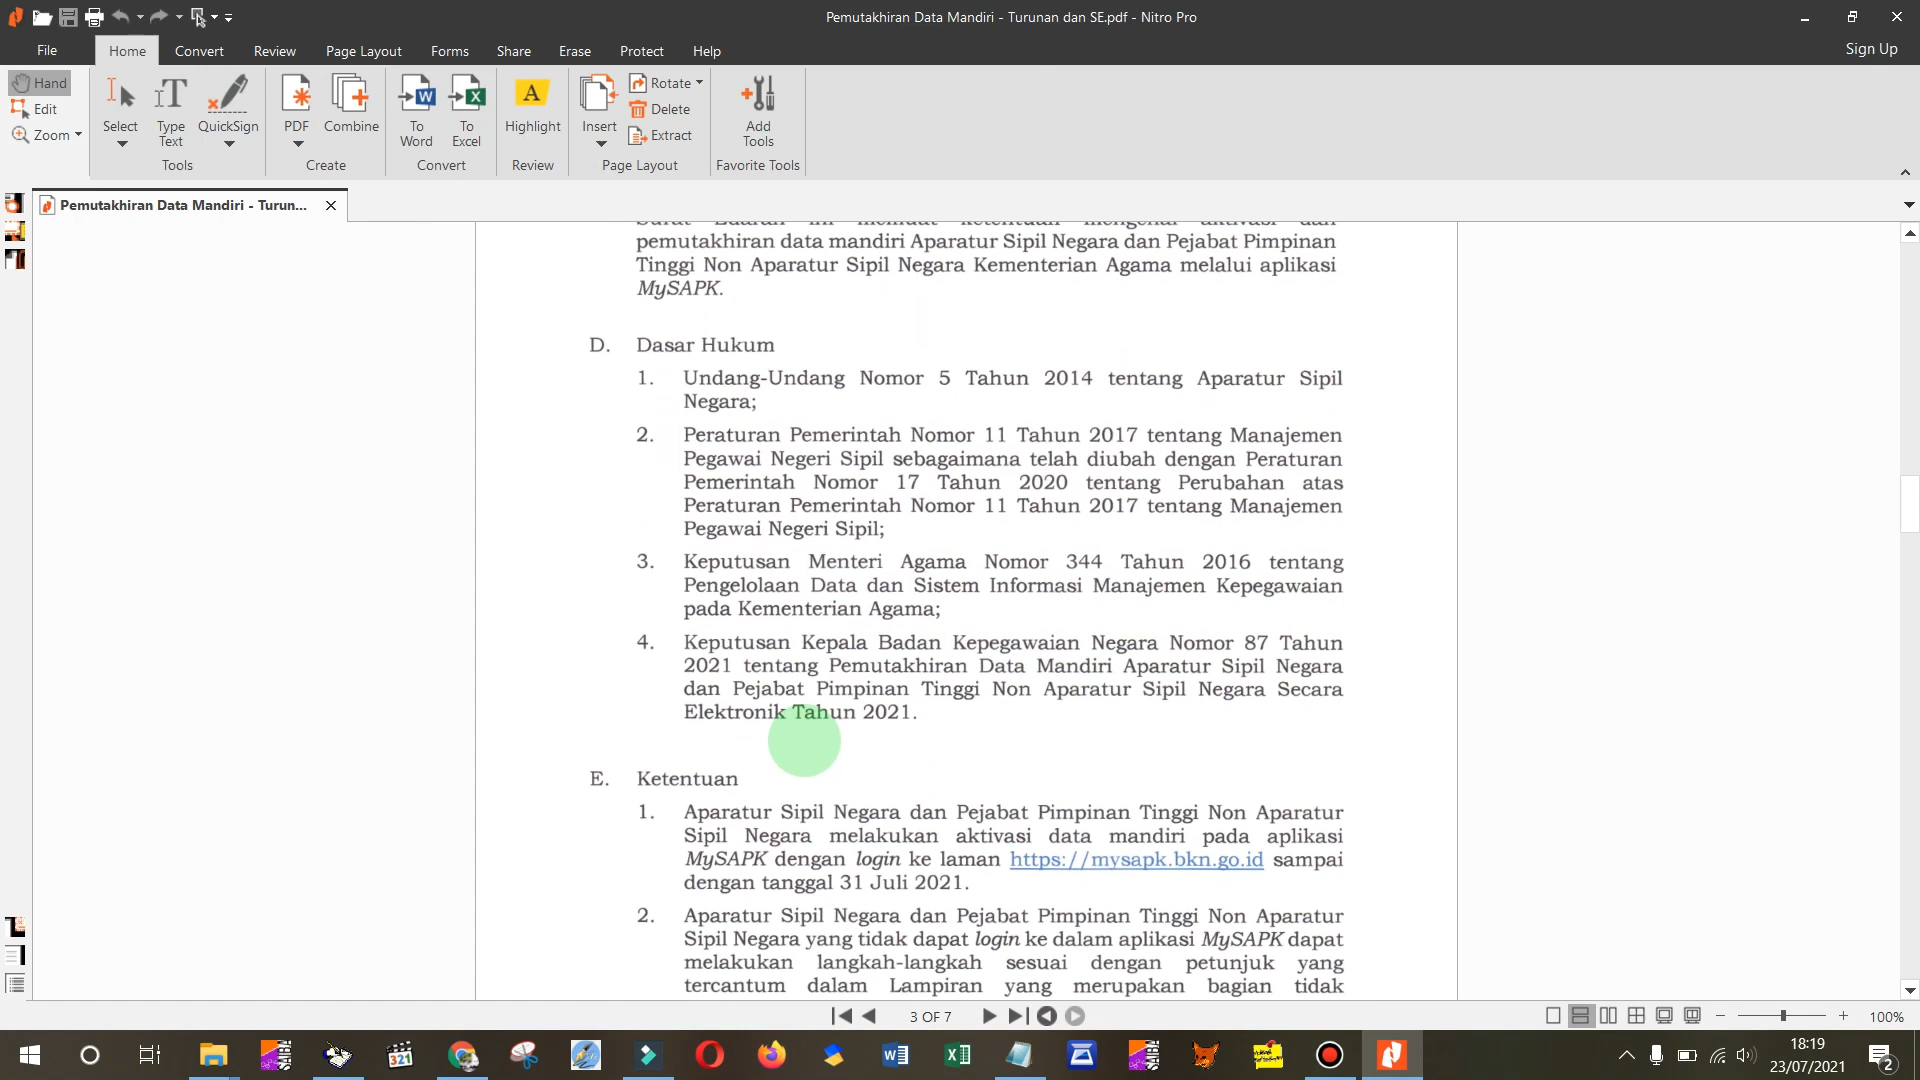 Pemutakhiran Data Mandiri - Turunan dan SE.pdf - Nitro Pro
File Home Convert Review Page Layout Forms Share Erase Protect Help
Sign Up
Hand
Edit
Zoom
Select
Type Text
QuickSign
Tools
PDF
Combine
Create
To Word
To Excel
Convert
Highlight
Review
Insert
Rotate
Delete
Extract
Page Layout
Add Tools
Favorite Tools
Pemutakhiran Data Mandiri - Turun...
Surat Edaran ini memuat ketentuan mengenai aktivasi dan
pemutakhiran data mandiri Aparatur Sipil Negara dan Pejabat Pimpinan
Tinggi Non Aparatur Sipil Negara Kementerian Agama melalui aplikasi
MySAPK.
D. Dasar Hukum
1. Undang-Undang Nomor 5 Tahun 2014 tentang Aparatur Sipil
Negara;
2. Peraturan Pemerintah Nomor 11 Tahun 2017 tentang Manajemen
Pegawai Negeri Sipil sebagaimana telah diubah dengan Peraturan
Pemerintah Nomor 17 Tahun 2020 tentang Perubahan atas
Peraturan Pemerintah Nomor 11 Tahun 2017 tentang Manajemen
Pegawai Negeri Sipil;
3. Keputusan Menteri Agama Nomor 344 Tahun 2016 tentang
Pengelolaan Data dan Sistem Informasi Manajemen Kepegawaian
pada Kementerian Agama;
4. Keputusan Kepala Badan Kepegawaian Negara Nomor 87 Tahun
2021 tentang Pemutakhiran Data Mandiri Aparatur Sipil Negara
dan Pejabat Pimpinan Tinggi Non Aparatur Sipil Negara Secara
Elektronik Tahun 2021.
E. Ketentuan
1. Aparatur Sipil Negara dan Pejabat Pimpinan Tinggi Non Aparatur
Sipil Negara melakukan aktivasi data mandiri pada aplikasi
MySAPK dengan login ke laman https://mysapk.bkn.go.id sampai
dengan tanggal 31 Juli 2021.
2. Aparatur Sipil Negara dan Pejabat Pimpinan Tinggi Non Aparatur
Sipil Negara yang tidak dapat login ke dalam aplikasi MySAPK dapat
melakukan langkah-langkah sesuai dengan petunjuk yang
tercantum dalam Lampiran yang merupakan bagian tidak
3 OF 7
100%
321
18:19
23/07/2021
2